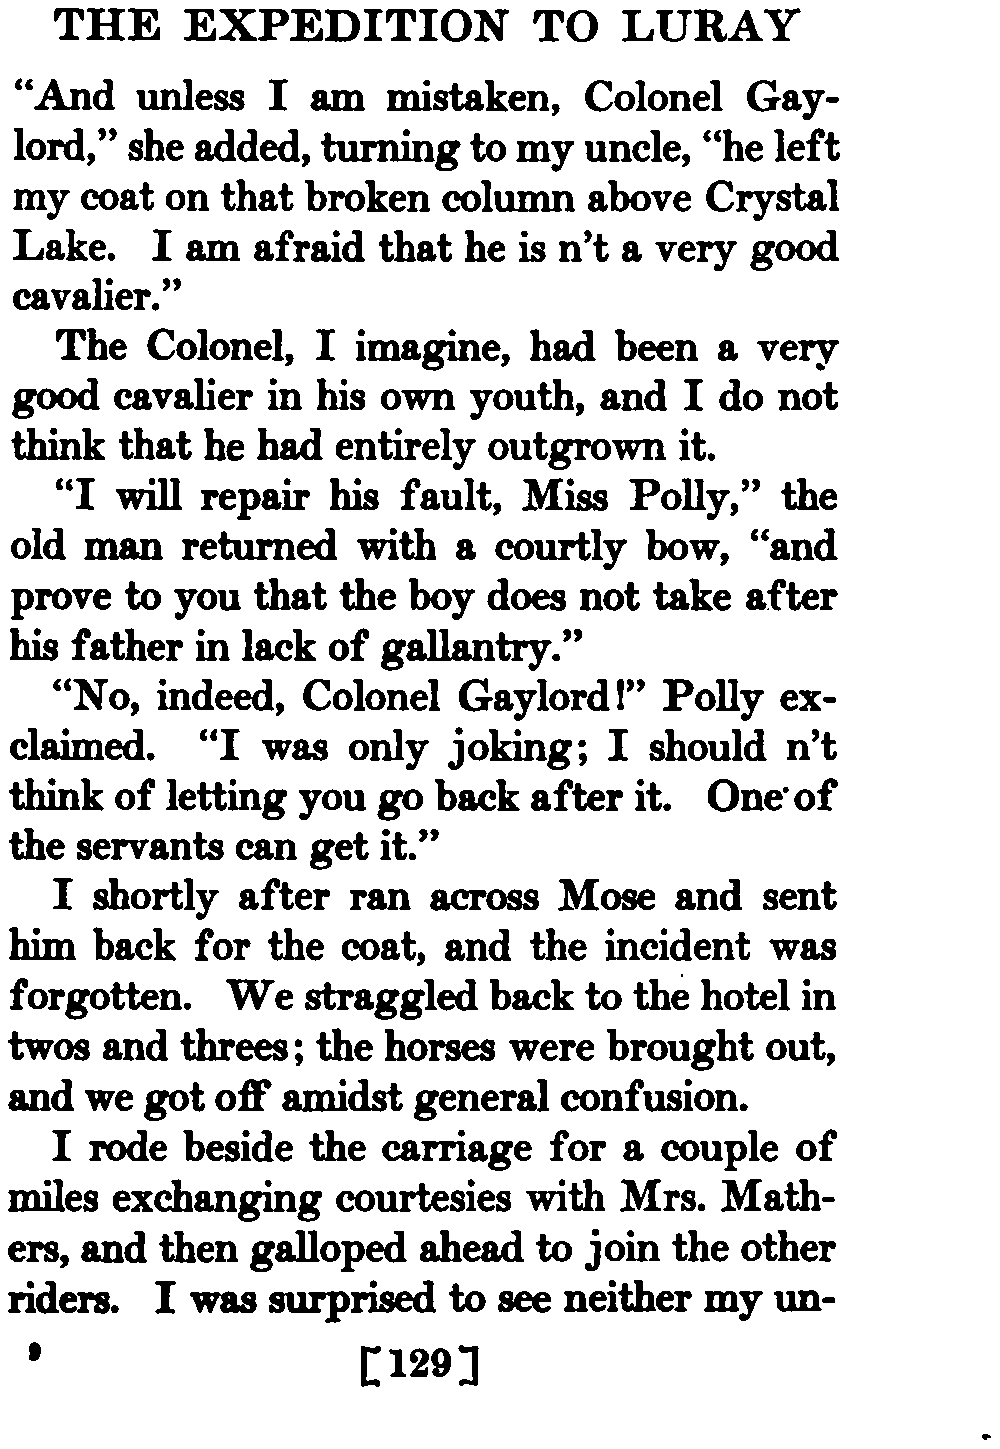 THE EXPEDITION TO LURAY
“And unless I am mistaken, Colonel Gay-
lord,” she added, turning to my uncle, “he left
my coat on that broken column above Crystal
Lake. I am afraid that he is n’t a very good
cavalier.”
The Colonel, I imagine, had been a very
good cavalier in his own youth, and I do not
think that he had entirely outgrown it.
“I will repair his fault, Miss Polly,” the
old man returned with a courtly bow, “and
prove to you that the boy does not take after
his father in lack of gallantry.”
“No, indeed, Colonel Gaylord!” Polly ex-
claimed. “I was only joking; I should n’t
think of letting you go back after it. One of
the servants can get it.”
I shortly after ran across Mose and sent
him back for the coat, and the incident was
forgotten. We straggled back to the hotel in
twos and threes; the horses were brought out,
and we got off amidst general confusion.
I rode beside the carriage for a couple of
miles exchanging courtesies with Mrs. Math-
ers, and then galloped ahead to join the other
riders. I was surprised to see neither my un-
9 [129]